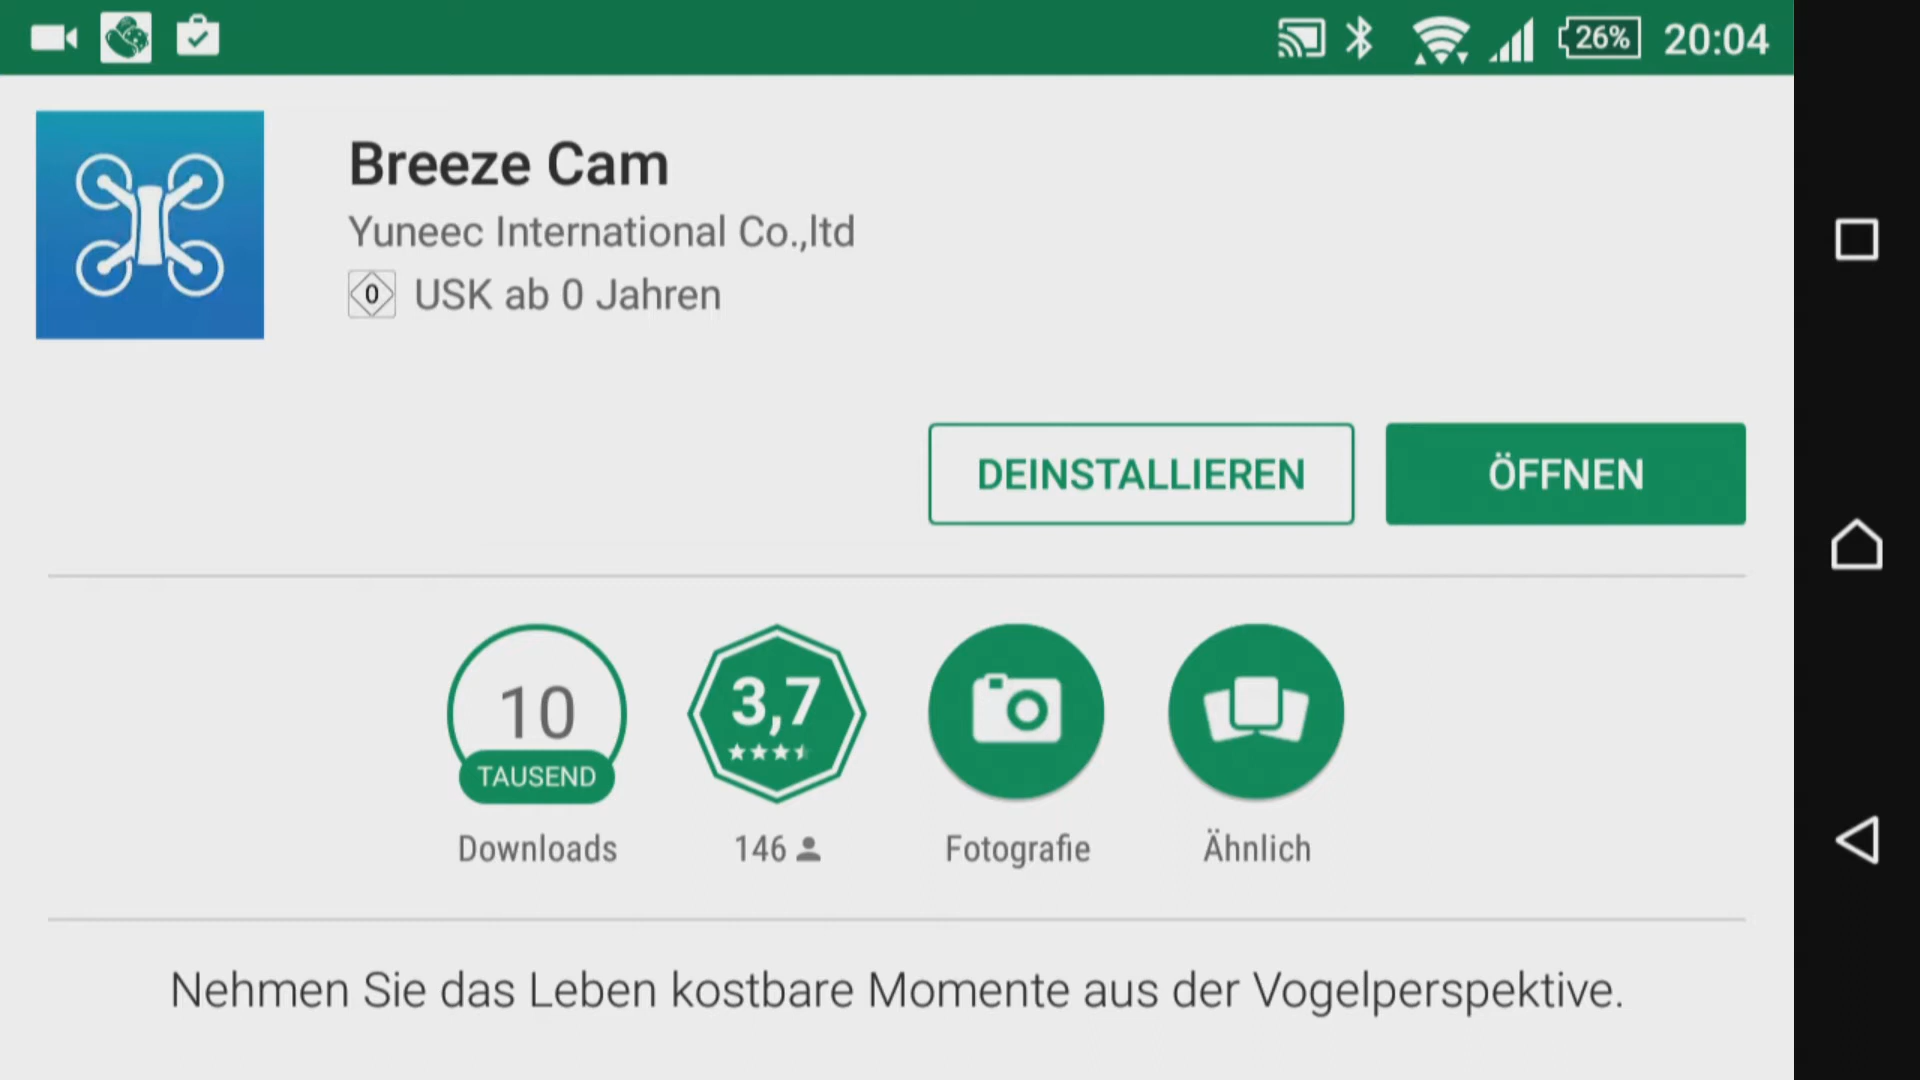 26% 20:04
Breeze Cam
Yuneec International Co.,ltd
0 USK ab 0 Jahren
DEINSTALLIEREN ÖFFNEN
10 3,7
TAUSEND
Downloads 146 Fotografie Ähnlich
Nehmen Sie das Leben kostbare Momente aus der Vogelperspektive.